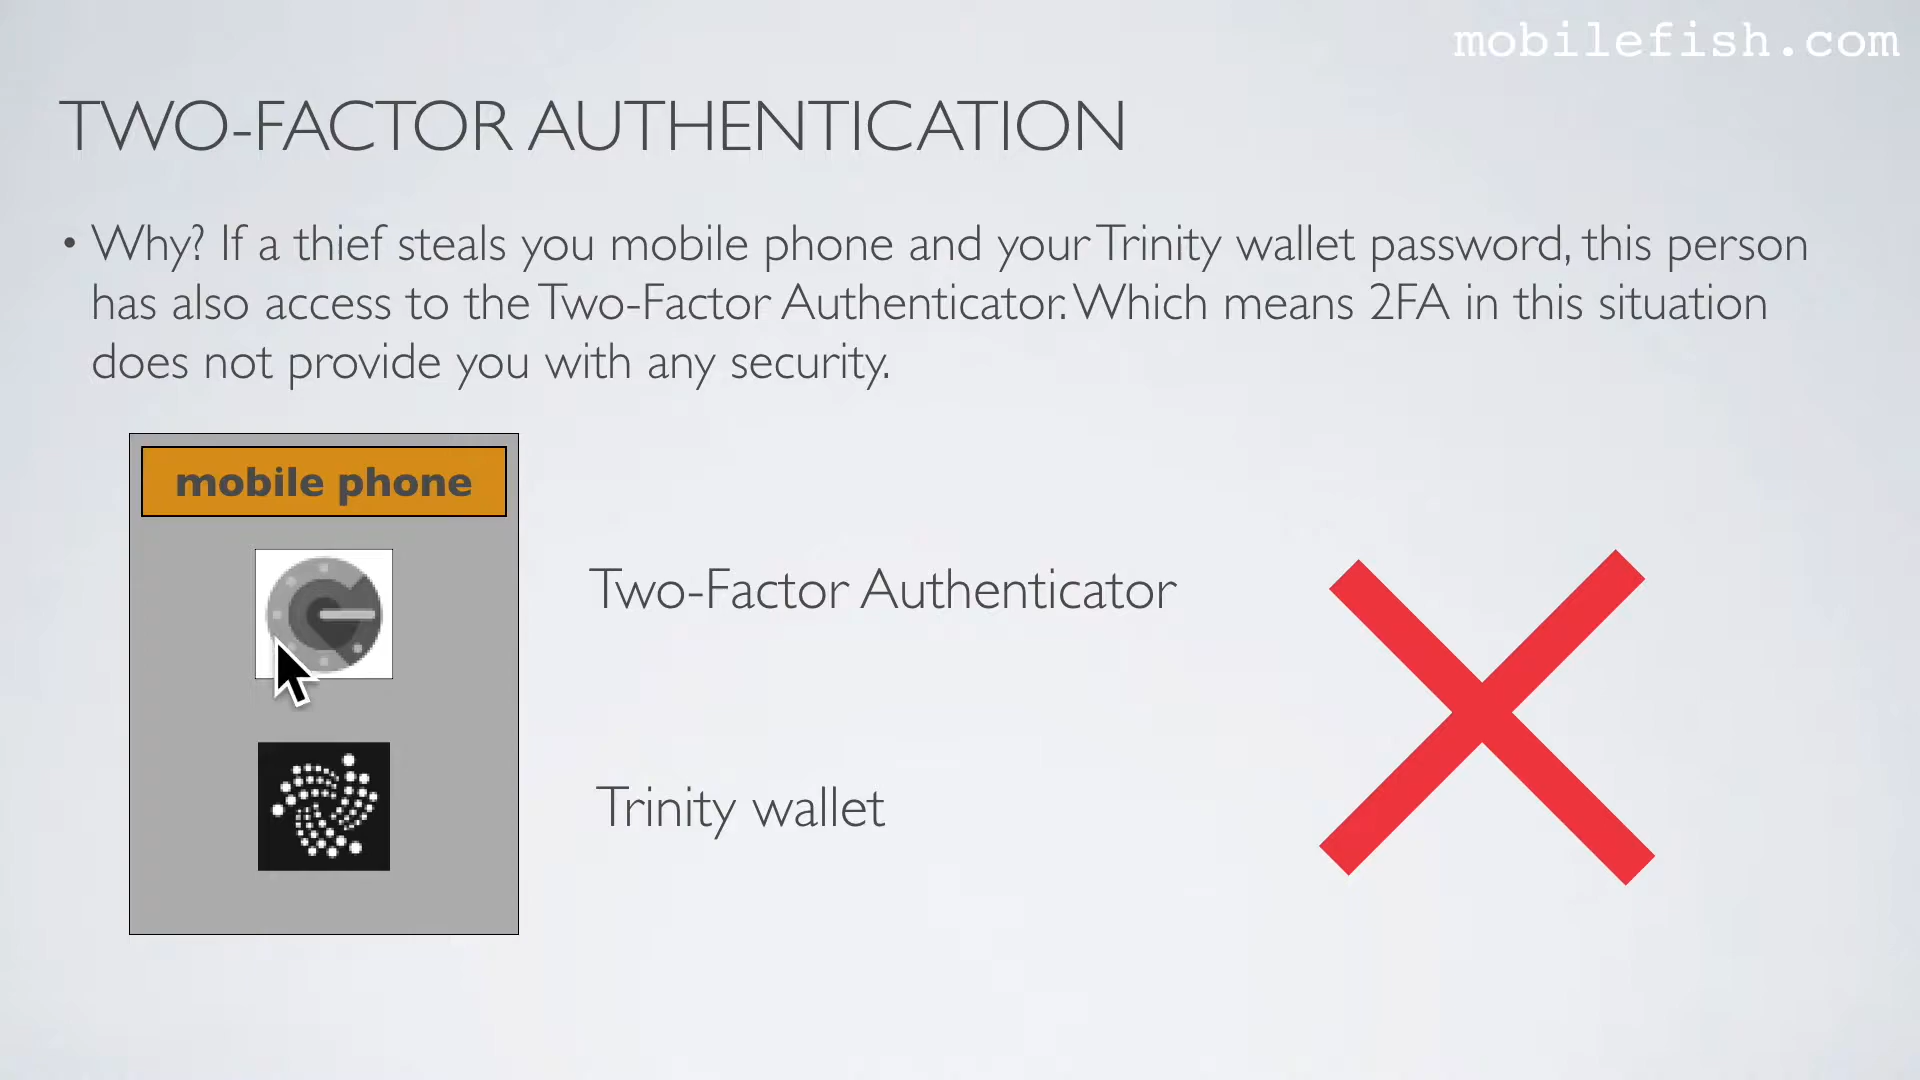 mobilefish.com
TWO-FACTOR AUTHENTICATION
• Why? If a thief steals you mobile phone and your Trinity wallet password, this person
has also access to the Two-Factor Authenticator. Which means 2FA in this situation
does not provide you with any security.
mobile phone
Two-Factor Authenticator
Trinity wallet